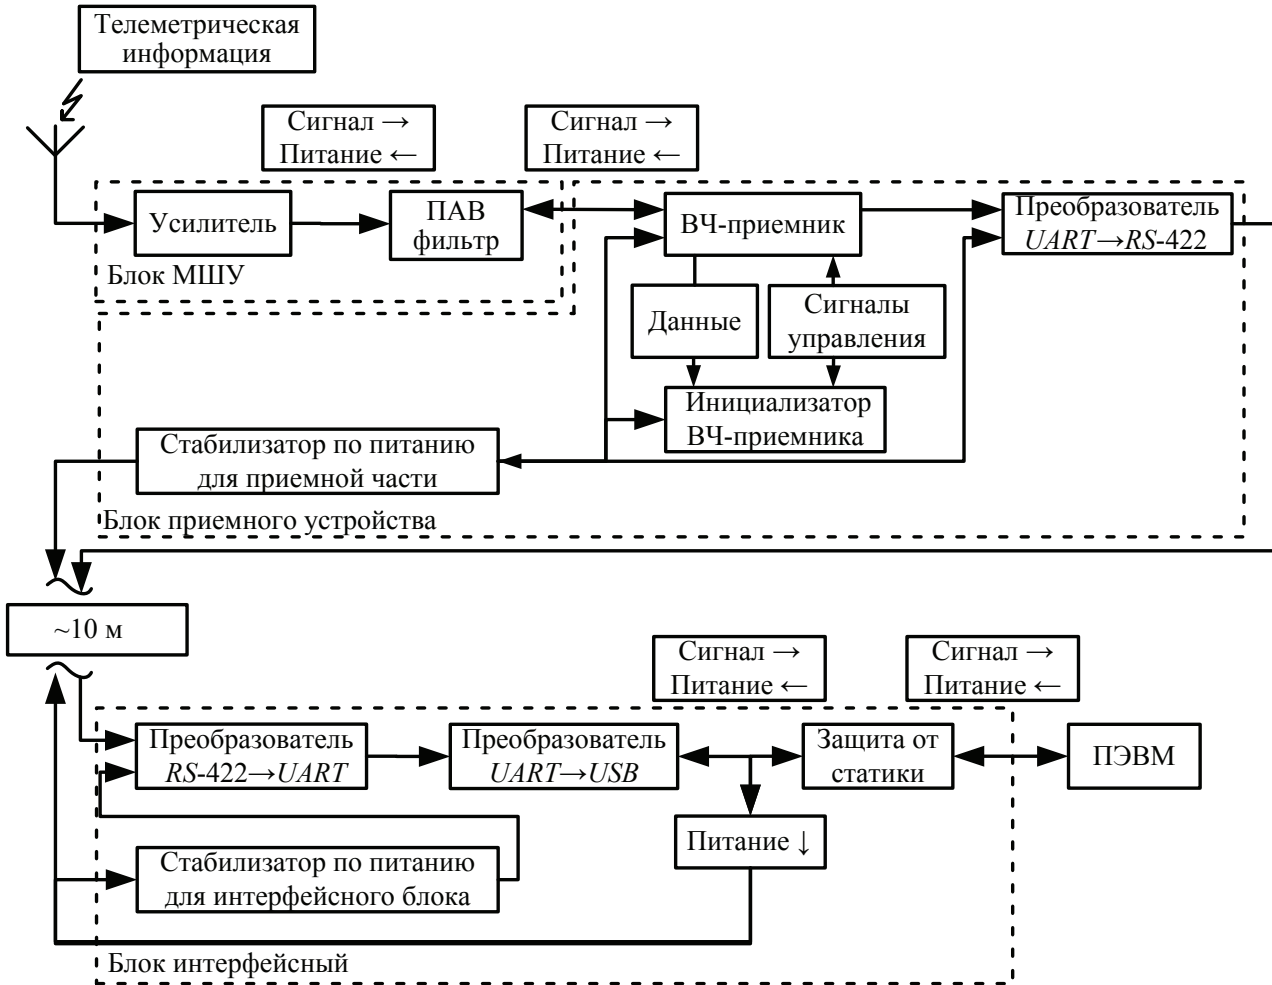 Телеметрическая
информация
Сигнал →
Питание ←
Сигнал →
Питание ←
Усилитель
ПАВ
фильтр
Блок МШУ
ВЧ-приемник
Преобразователь
UART→RS-422
Данные
Сигналы
управления
Инициализатор
ВЧ-приемника
Стабилизатор по питанию
для приемной части
Блок приемного устройства
~10 м
Сигнал →
Питание ←
Сигнал →
Питание ←
Преобразователь
RS-422→UART
Преобразователь
UART→USB
Защита от
статики
ПЭВМ
Питание ↓
Стабилизатор по питанию
для интерфейсного блока
Блок интерфейсный